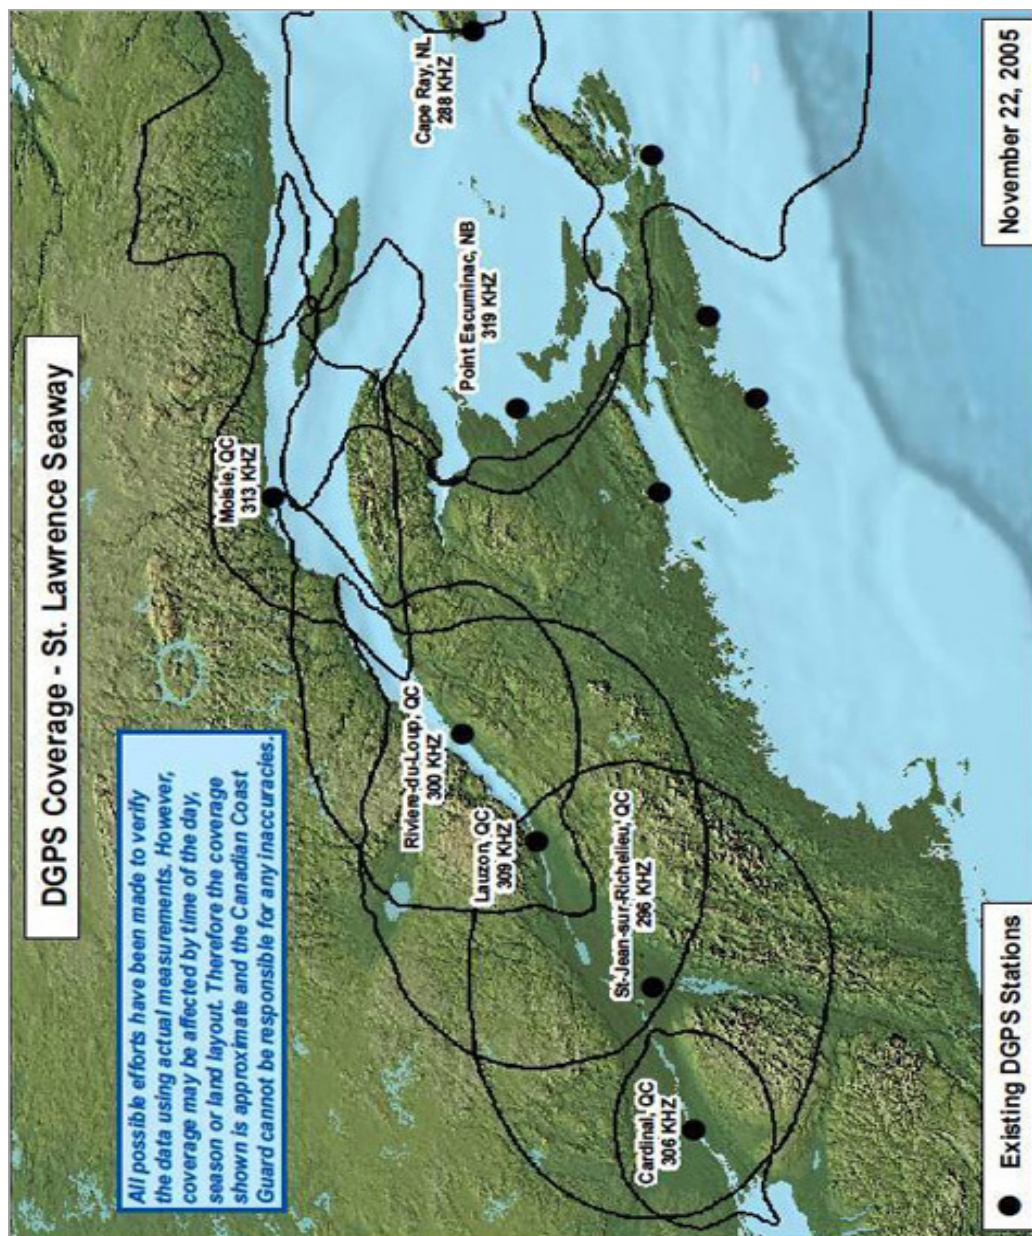 DGPS Coverage - St. Lawrence Seaway
All possible efforts have been made to verify
the data using actual measurements. However,
coverage may be affected by time of the day,
season or land layout. Therefore the coverage
shown is approximate and the Canadian Coast
Guard cannot be responsible for any inaccuracies.
Moisie, QC
313 KHZ
Cape Ray, NL
288 KHZ
Riviere-du-Loup, QC
300 KHZ
Point Escuminac, NB
319 KHZ
Lauzon, QC
309 KHZ
St-Jean-sur-Richelieu, QC
296 KHZ
Cardinal, QC
306 KHZ
Existing DGPS Stations
November 22, 2005